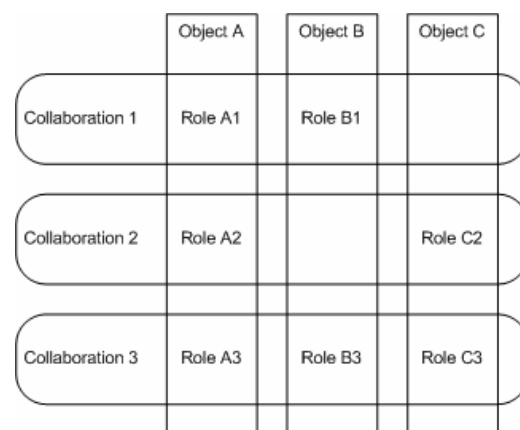 Object A Object B Object C
Collaboration 1 Role A1 Role B1
Collaboration 2 Role A2 Role C2
Collaboration 3 Role A3 Role B3 Role C3